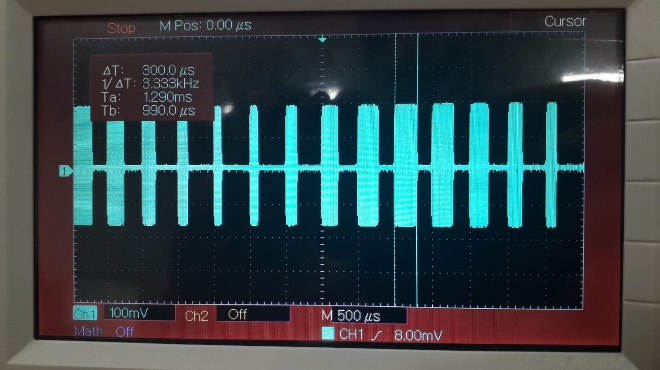 Stop M Pos: 0.00 μs Cursor
ΔT: 300.0 μs
1/ΔT: 3.333kHz
Ta: 1.290ms
Tb: 990.0 μs
1
Ch1 100mV Ch2 Off M 500 μs
Math Off CH1 8.00mV